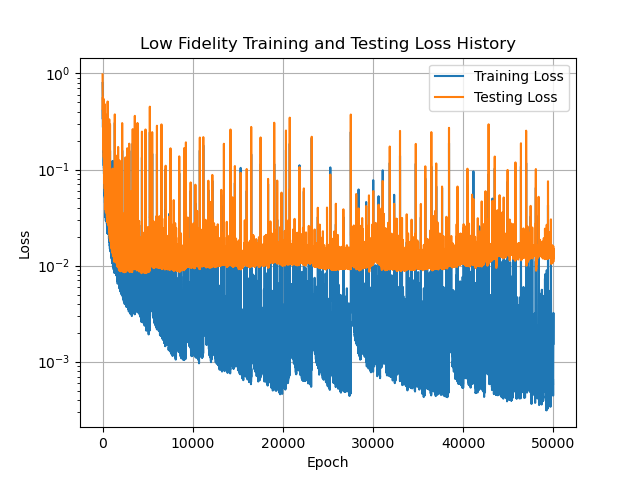 Low Fidelity Training and Testing Loss History
Training Loss
Testing Loss
10⁰
10⁻¹
10⁻²
10⁻³
Loss
0 10000 20000 30000 40000 50000
Epoch